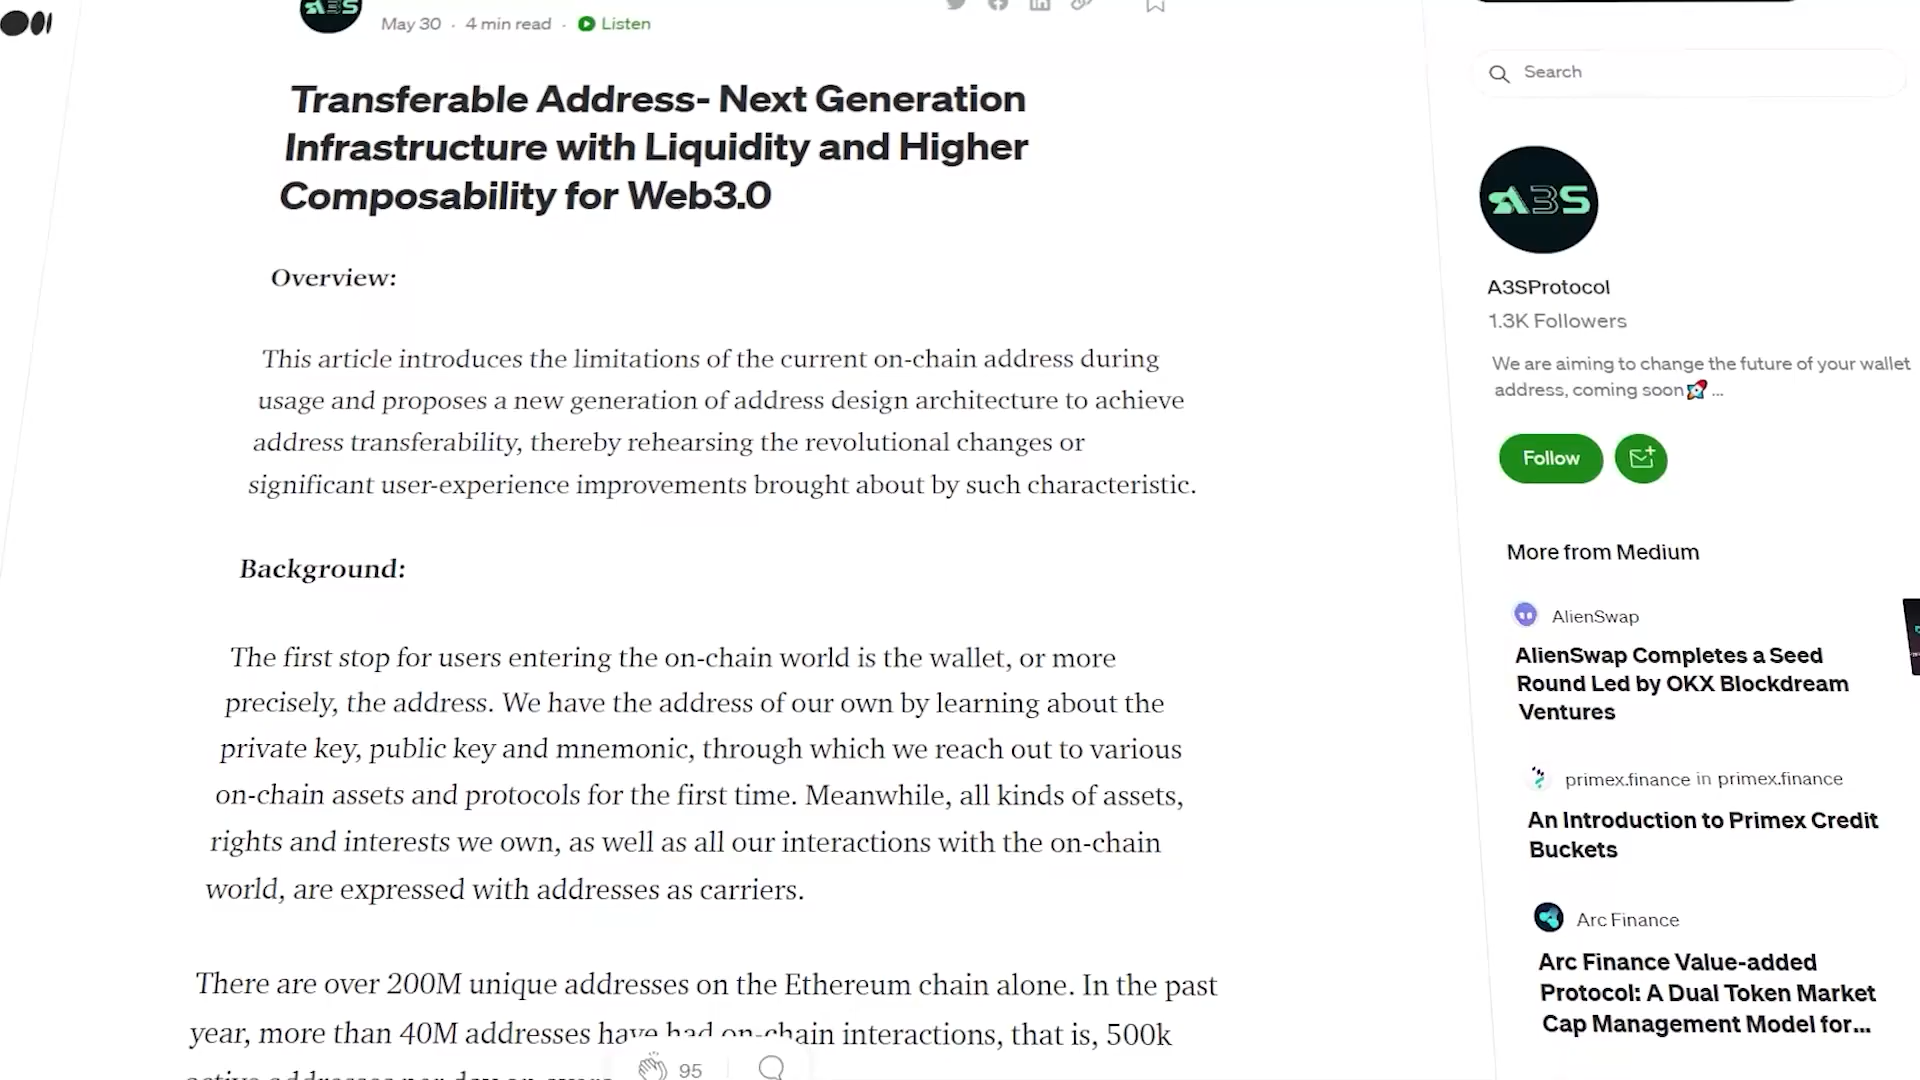 A3S
May 30 · 4 min read · Listen
Transferable Address- Next Generation
Infrastructure with Liquidity and Higher
Composability for Web3.0
Overview:
This article introduces the limitations of the current on-chain address during
usage and proposes a new generation of address design architecture to achieve
address transferability, thereby rehearsing the revolutional changes or
significant user-experience improvements brought about by such characteristic.
Background:
The first stop for users entering the on-chain world is the wallet, or more
precisely, the address. We have the address of our own by learning about the
private key, public key and mnemonic, through which we reach out to various
on-chain assets and protocols for the first time. Meanwhile, all kinds of assets,
rights and interests we own, as well as all our interactions with the on-chain
world, are expressed with addresses as carriers.
There are over 200M unique addresses on the Ethereum chain alone. In the past
year, more than 40M addresses have had on-chain interactions, that is, 500k
95
Search
A3S
A3SProtocol
1.3K Followers
We are aiming to change the future of your wallet
address, coming soon🚀...
Follow
More from Medium
AlienSwap
AlienSwap Completes a Seed
Round Led by OKX Blockdream
Ventures
primex.finance in primex.finance
An Introduction to Primex Credit
Buckets
Arc Finance
Arc Finance Value-added
Protocol: A Dual Token Market
Cap Management Model for...